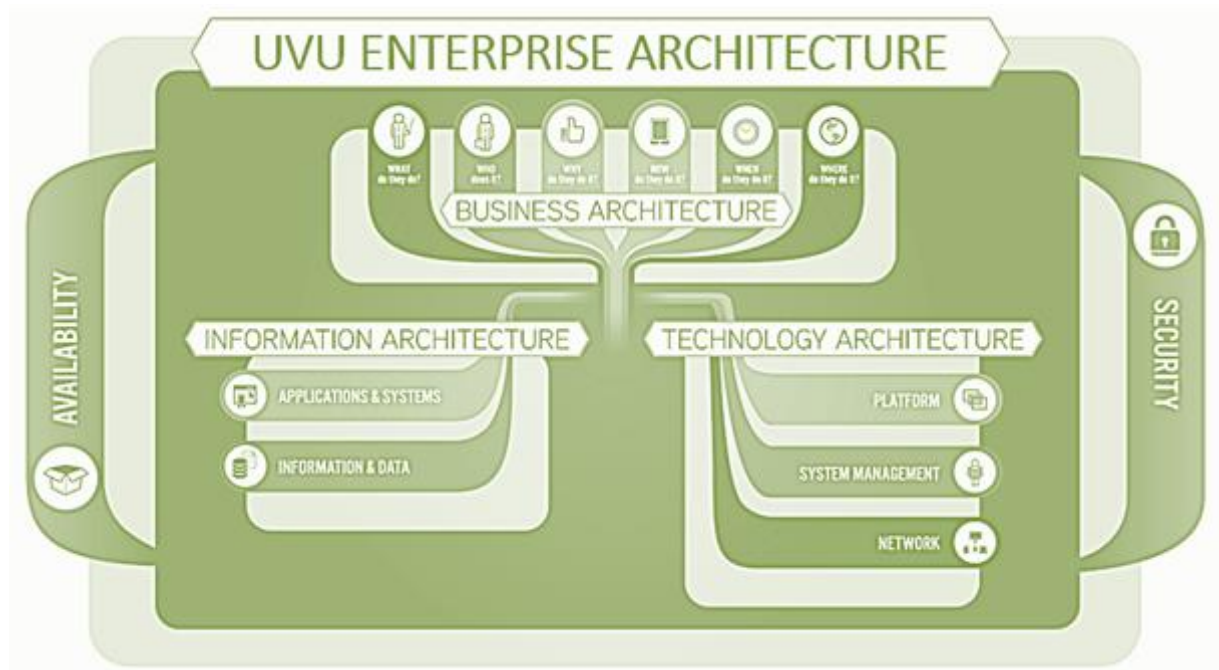 UVU ENTERPRISE ARCHITECTURE
WHAT
do they do?
WHO
does it?
WHY
do they do it?
HOW
do they do it?
WHEN
do they do it?
WHERE
do they do it?
BUSINESS ARCHITECTURE
AVAILABILITY
SECURITY
INFORMATION ARCHITECTURE
APPLICATIONS & SYSTEMS
INFORMATION & DATA
TECHNOLOGY ARCHITECTURE
PLATFORM
SYSTEM MANAGEMENT
NETWORK